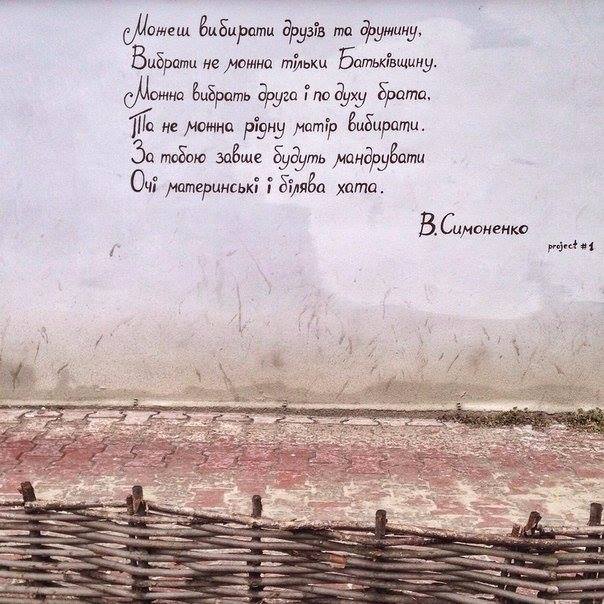 Можеш вибирати друзів та дружину,
Вибрати не можна тільки Батьківщину.
Можна вибрать друга і по духу брата,
Та не можна рідну матір вибирати.
За тобою завше будуть мандрувати
Очі материнські і білява хата.
В. Симоненко
project #1